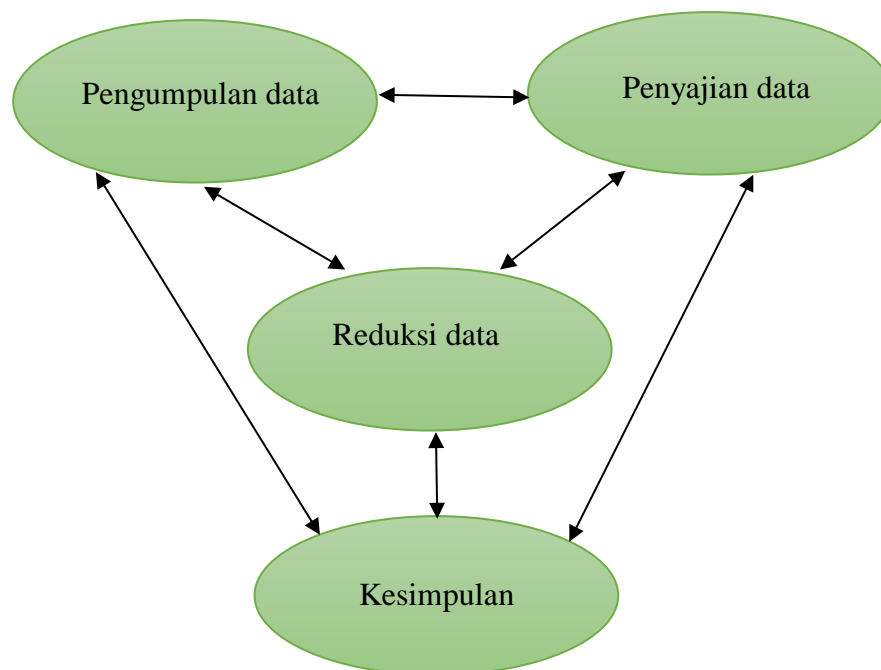 Pengumpulan data
Penyajian data
Reduksi data
Kesimpulan